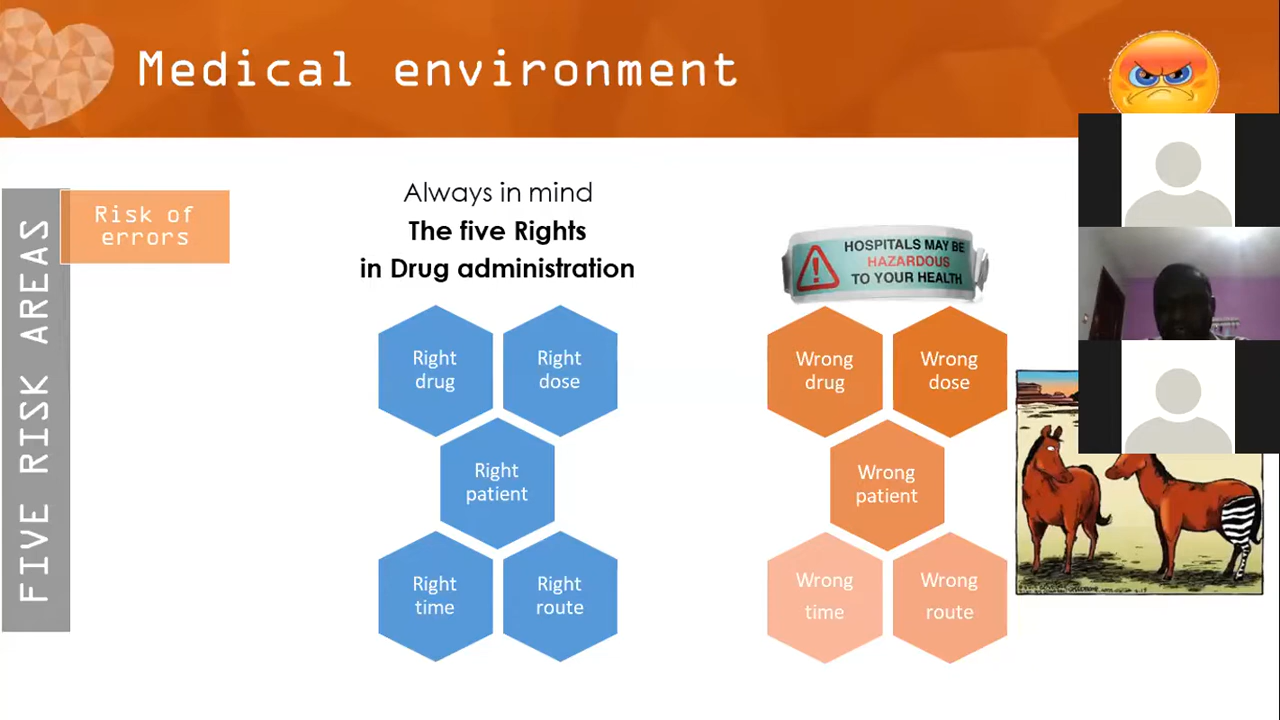 Medical environment
FIVE RISK AREAS
Risk of
errors
Always in mind
The five Rights
in Drug administration
Right
drug
Right
dose
Right
patient
Right
time
Right
route
HOSPITALS MAY BE
HAZARDOUS
TO YOUR HEALTH
Wrong
drug
Wrong
dose
Wrong
patient
Wrong
time
Wrong
route